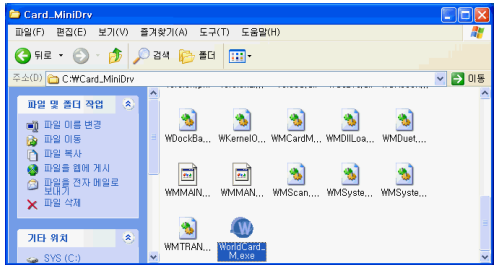 Card_MiniDrv
파일(F) 편집(E) 보기(V) 즐겨찾기(A) 도구(T) 도움말(H)
뒤로 검색 폴더
주소(D) C:₩Card_MiniDrv 이동
파일 및 폴더 작업
파일 이름 변경
파일 이동
파일 복사
파일을 웹에 게시
파일을 전자 메일로
보내기
파일 삭제
기타 위치
SYS (C:)
WDockBa... WKernelO... WMCardM... WMDllLoa... WMDuet,...
WMMAIN... WMMAN... WMScan,... WMSyste... WMSyste...
WMTRAN... WorldCard_
M.exe